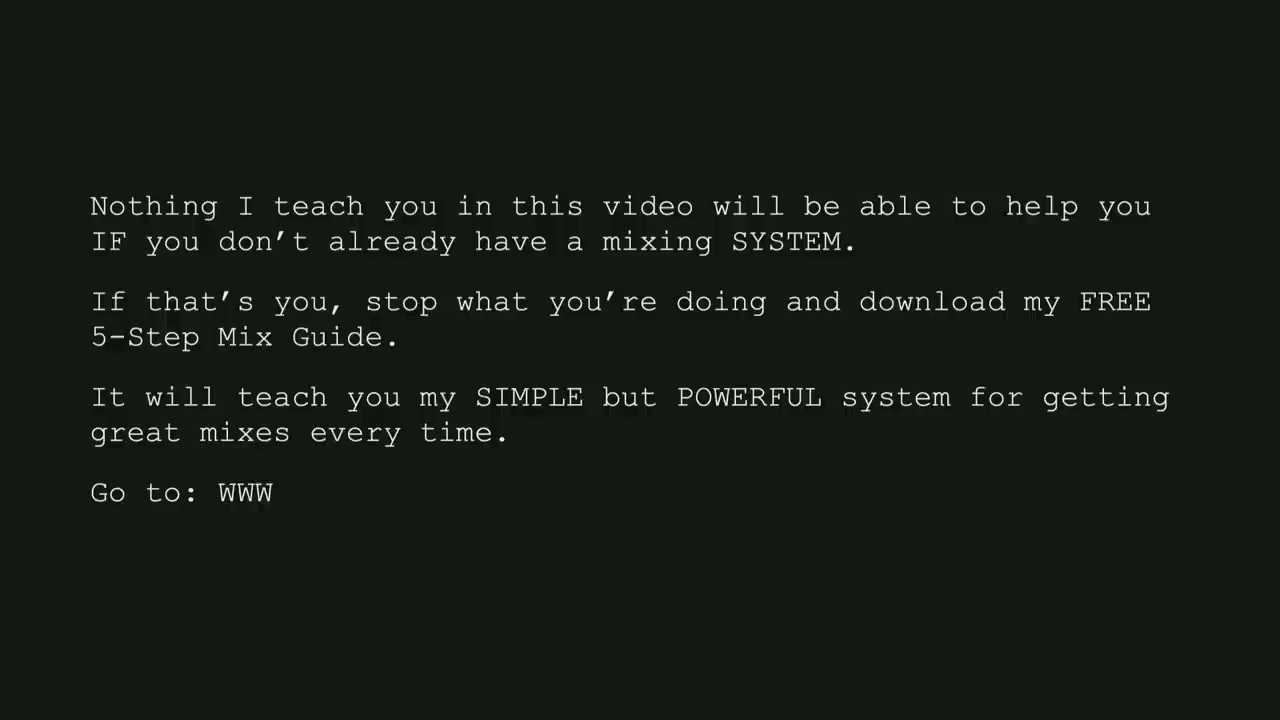 Nothing I teach you in this video will be able to help you
IF you don’t already have a mixing SYSTEM.
If that’s you, stop what you’re doing and download my FREE
5-Step Mix Guide.
It will teach you my SIMPLE but POWERFUL system for getting
great mixes every time.
Go to: WWW